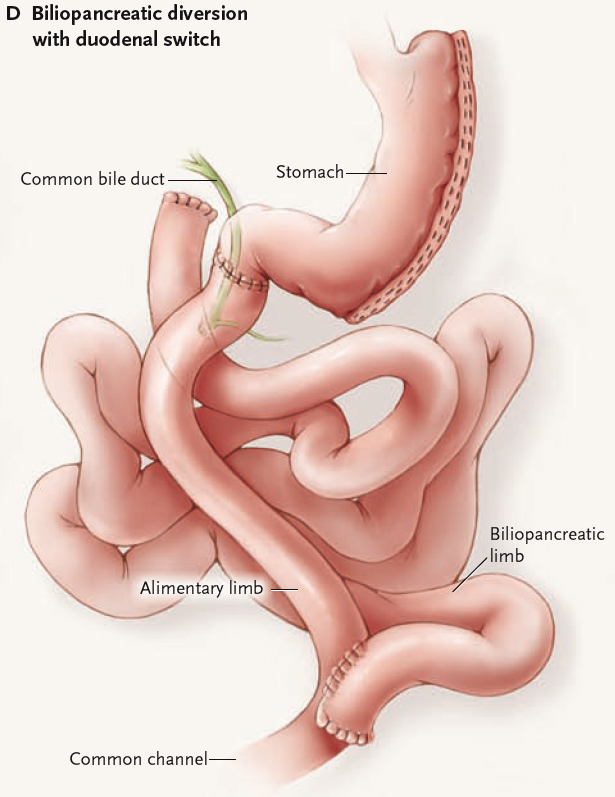 D Biliopancreatic diversion
with duodenal switch
Common bile duct
Stomach
Biliopancreatic
limb
Alimentary limb
Common channel